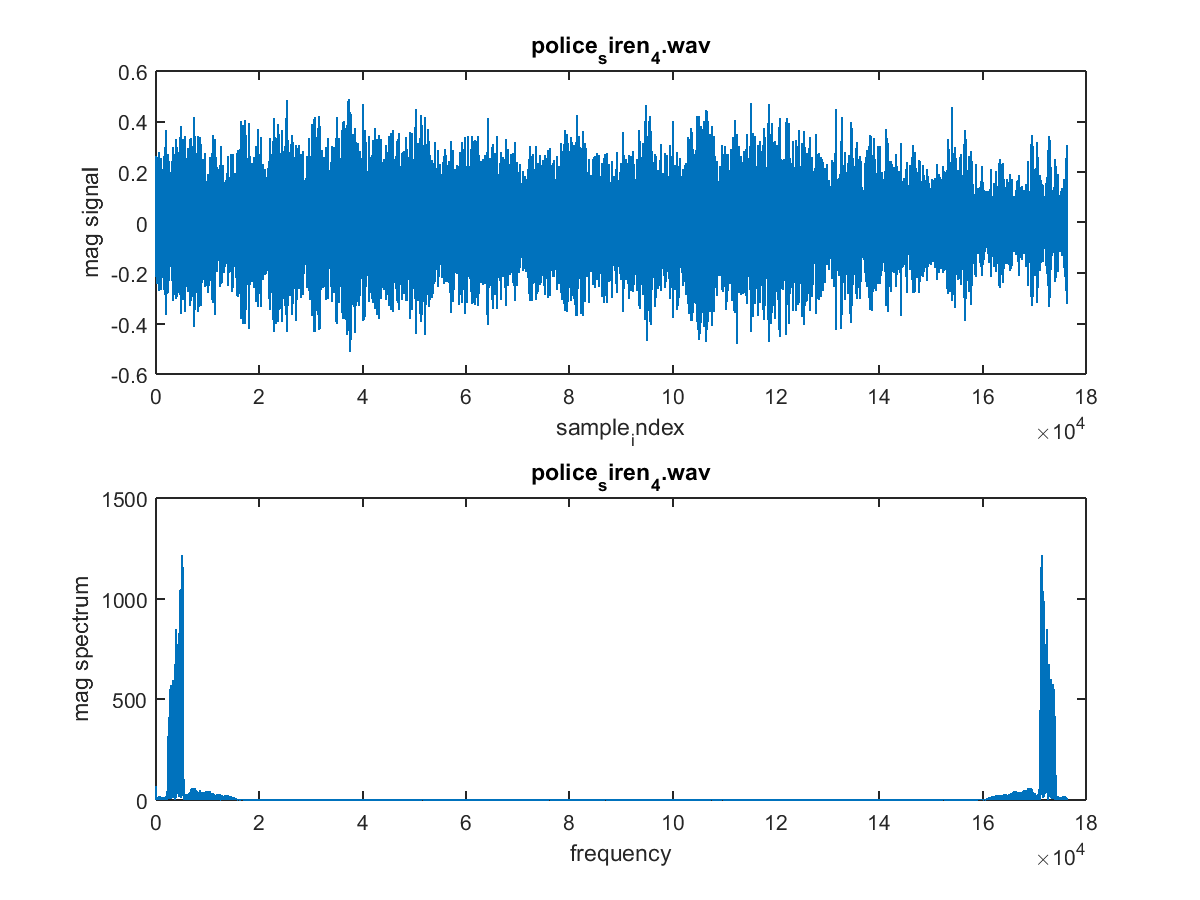 police_siren_4.wav
0.6
0.4
0.2
0
-0.2
-0.4
-0.6
mag signal
0 2 4 6 8 10 12 14 16 18
sample_index
×10^4
police_siren_4.wav
1500
1000
500
0
mag spectrum
0 2 4 6 8 10 12 14 16 18
frequency
×10^4